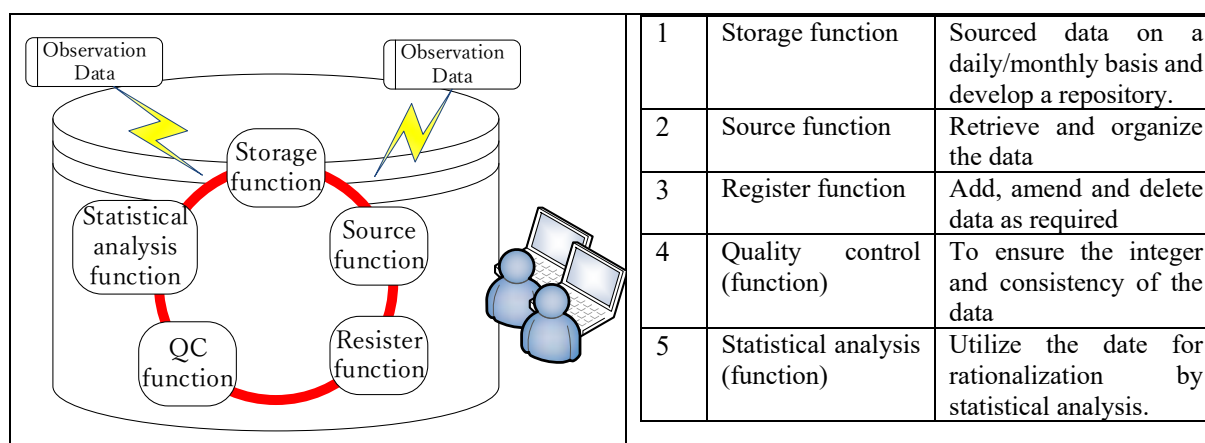 Observation
Data
Observation
Data
Storage
function
Statistical
analysis
function
Source
function
QC
function
Resister
function
1 Storage function Sourced data on a
daily/monthly basis and
develop a repository.
2 Source function Retrieve and organize
the data
3 Register function Add, amend and delete
data as required
4 Quality control To ensure the integer
(function) and consistency of the
data
5 Statistical analysis Utilize the date for
(function) rationalization by
statistical analysis.